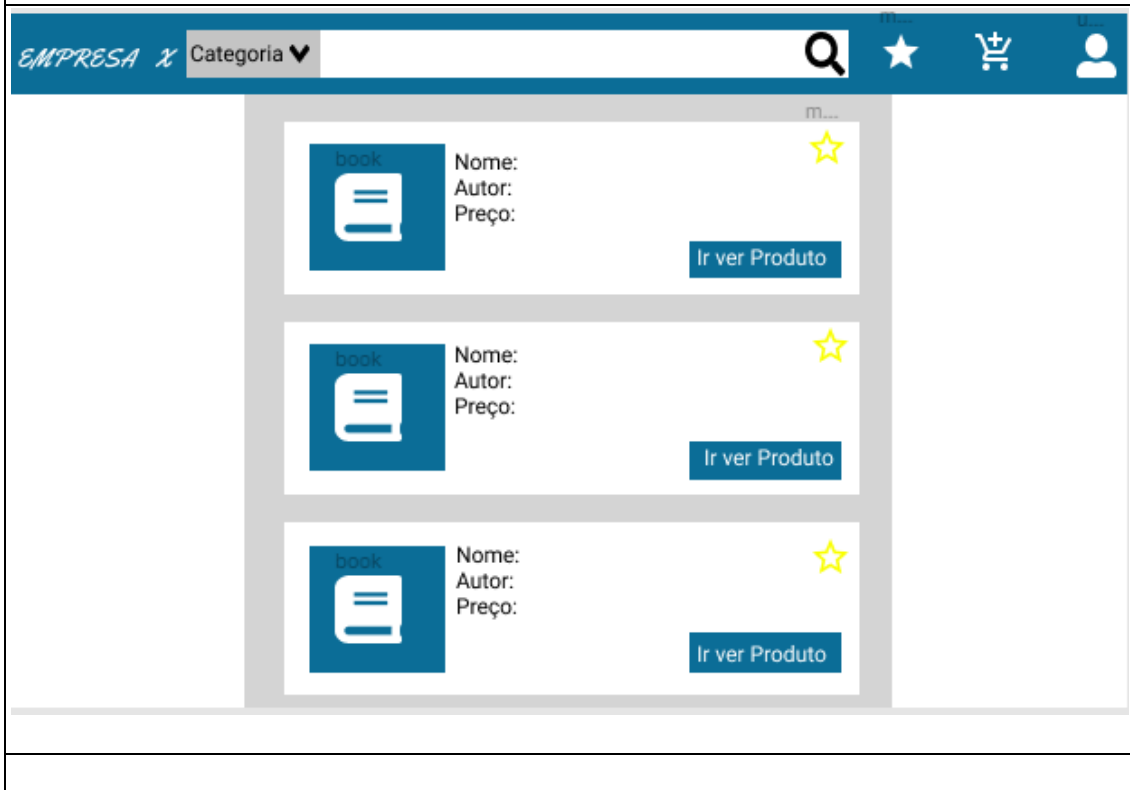 m...
u...
EMPRESA X
Categoria
m...
book
Nome:
Autor:
Preço:
Ir ver Produto
book
Nome:
Autor:
Preço:
Ir ver Produto
book
Nome:
Autor:
Preço:
Ir ver Produto